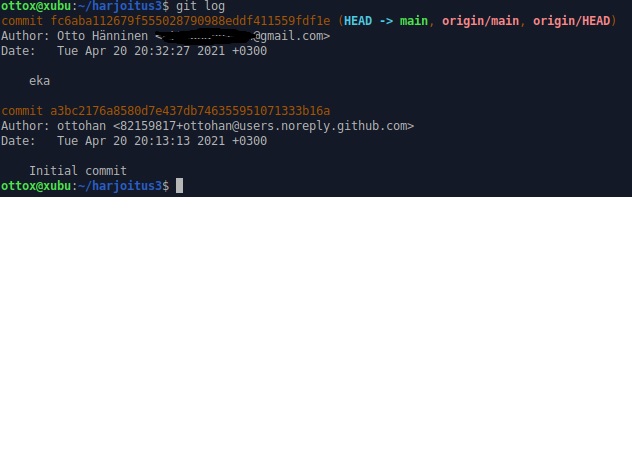 ottox@xubu:~/harjoitus3$ git log
commit fc6aba112679f555028790988eddf411559fdf1e (HEAD -> main, origin/main, origin/HEAD)
Author: Otto Hänninen < @gmail.com>
Date:   Tue Apr 20 20:32:27 2021 +0300
eka
commit a3bc2176a8580d7e437db746355951071333b16a
Author: ottohan <82159817+ottohan@users.noreply.github.com>
Date:   Tue Apr 20 20:13:13 2021 +0300
Initial commit
ottox@xubu:~/harjoitus3$